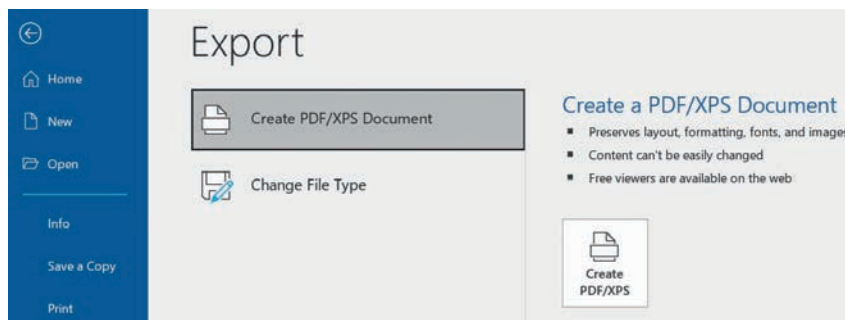 Export
Home
New
Open
Info
Save a Copy
Print
Create PDF/XPS Document
Change File Type
Create a PDF/XPS Document
Preserves layout, formatting, fonts, and images
Content can't be easily changed
Free viewers are available on the web
Create
PDF/XPS